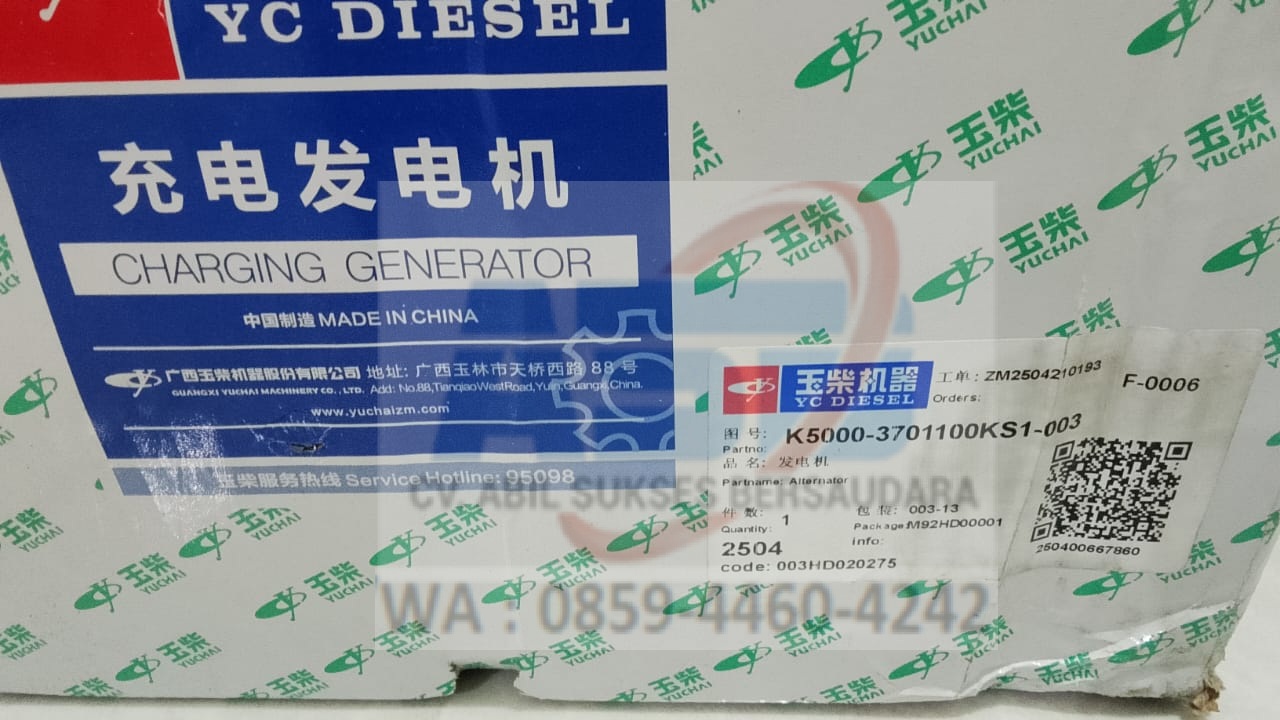 YC DIESEL
充电发电机
CHARGING GENERATOR
中国制造 MADE IN CHINA
广西玉柴机器股份有限公司 地址: 广西玉林市天桥西路 88 号
GUANGXI YUCHAI MACHINERY CO., LTD. Add: No.88,TianqiaoWestRoad,Yulin,Guangxi,China.
www.yuchaizm.com
玉柴服务热线 Service Hotline: 95098
玉柴机器
YC DIESEL
工单: ZM2504210193
Orders:
F-0006
图号: K5000-3701100KS1-003
Partno:
品名: 发电机
Partname: Alternator
件数: 1
Quantity:
包装: 003-13
Package M92HD00001
info:
2504
code: 003HD020275
250400667860
玉柴
YUCHAI
CV. ABIL SUKSES BERSAUDARA
WA : 0859-4460-4242